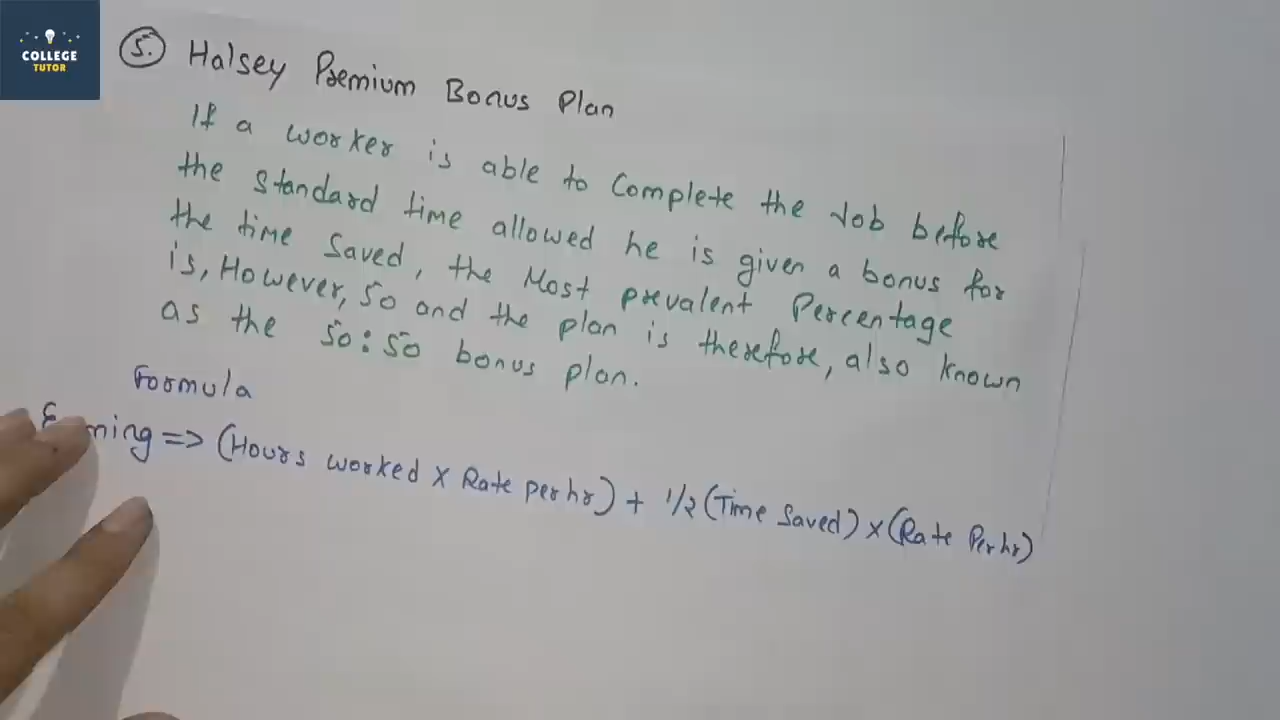 COLLEGE
TUTOR
5. Halsey Premium Bonus Plan
If a worker is able to Complete the Job before
the standard time allowed he is given a bonus for
the time Saved, the Most prevalent Percentage
is, However, 50 and the plan is therefore, also known
as the 50:50 bonus plan.
Formula
=> (Hours worked X Rate per hr) + 1/2 (Time Saved) x (Rate Per hr)